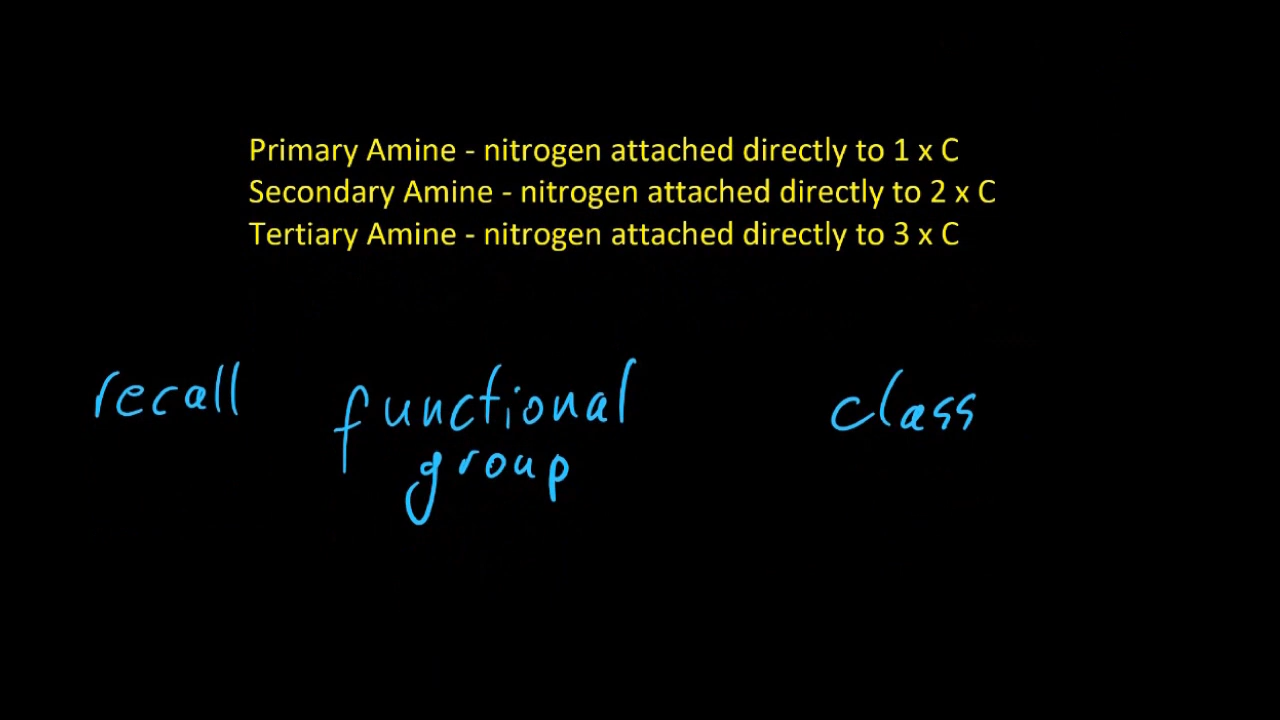 Primary Amine - nitrogen attached directly to 1 x C
Secondary Amine - nitrogen attached directly to 2 x C
Tertiary Amine - nitrogen attached directly to 3 x C
recall functional class
group